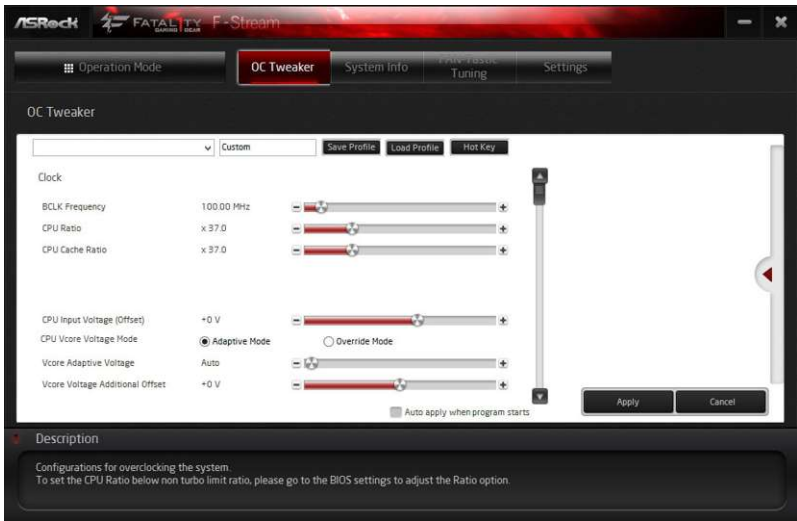 ASRock FATAL1TY GAMING GEAR F-Stream
Operation Mode
OC Tweaker
System Info
FAN-Tastic
Tuning
Settings
OC Tweaker
Custom
Save Profile
Load Profile
Hot Key
Clock
BCLK Frequency 100.00 MHz
CPU Ratio x 37.0
CPU Cache Ratio x 37.0
CPU Input Voltage (Offset) +0 V
CPU Vcore Voltage Mode Adaptive Mode Override Mode
Vcore Adaptive Voltage Auto
Vcore Voltage Additional Offset +0 V
Auto apply when program starts
Apply
Cancel
Description
Configurations for overclocking the system.
To set the CPU Ratio below non turbo limit ratio, please go to the BIOS settings to adjust the Ratio option.